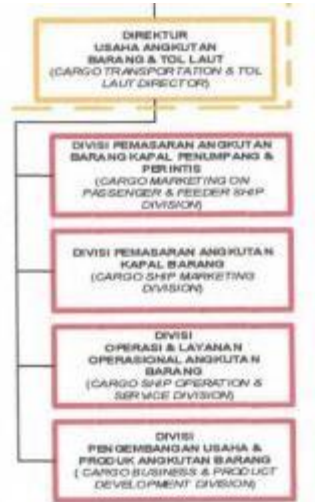 DIREKTUR
USAHA ANGKUTAN
BARANG & TOL LAUT
(CARGO TRANSPORTATION & TOL
LAUT DIRECTOR)
DIVISI PEMASARAN ANGKUTAN
BARANG KAPAL PENUMPANG &
PERINTIS
(CARGO MARKETING ON
PASSENGER & FEEDER SHIP
DIVISION)
DIVISI PEMASARAN ANGKUTAN
KAPAL BARANG
(CARGO SHIP MARKETING
DIVISION)
DIVISI
OPERASI & LAYANAN
OPERASIONAL ANGKUTAN
BARANG
(CARGO SHIP OPERATION &
SERVICE DIVISION)
DIVISI
PENGEMBANGAN USAHA &
PRODUK ANGKUTAN BARANG
( CARGO BUSINESS & PRODUCT
DEVELOPMENT DIVISION)